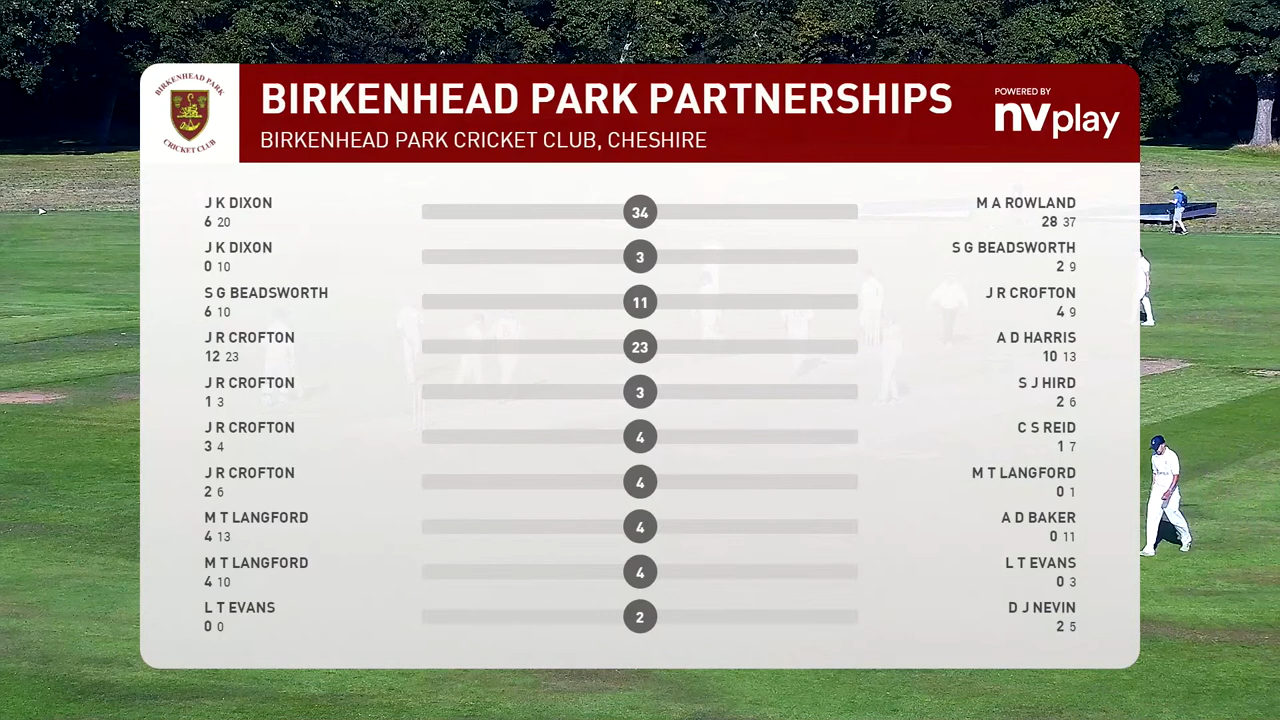 BIRKENHEAD PARK
CRICKET CLUB
BIRKENHEAD PARK PARTNERSHIPS
BIRKENHEAD PARK CRICKET CLUB, CHESHIRE
POWERED BY
nvplay
J K DIXON 34 M A ROWLAND
6 20 28 37
J K DIXON 3 S G BEADSWORTH
0 10 2 9
S G BEADSWORTH 11 J R CROFTON
6 10 4 9
J R CROFTON 23 A D HARRIS
12 23 10 13
J R CROFTON 3 S J HIRD
1 3 2 6
J R CROFTON 4 C S REID
3 4 1 7
J R CROFTON 4 M T LANGFORD
2 6 0 1
M T LANGFORD 4 A D BAKER
4 13 0 11
M T LANGFORD 4 L T EVANS
4 10 0 3
L T EVANS 2 D J NEVIN
0 0 2 5